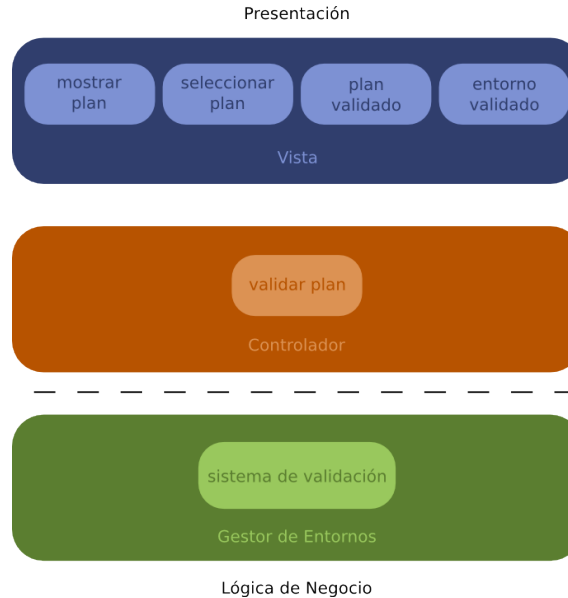 Presentación
mostrar
plan
seleccionar
plan
plan
validado
entorno
validado
Vista
validar plan
Controlador
sistema de validación
Gestor de Entornos
Lógica de Negocio